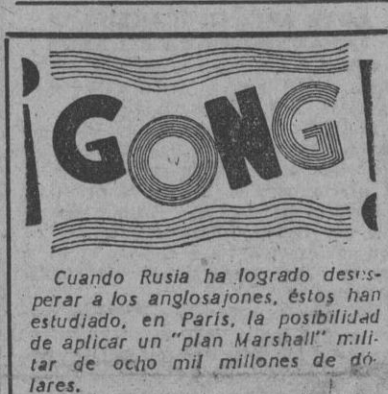 ¡GONG!
Cuando Rusia ha logrado deses-
perar a los anglosajones, éstos han
estudiado, en París, la posibilidad
de aplicar un "plan Marshall" mili-
tar de ocho mil millones de dó-
lares.